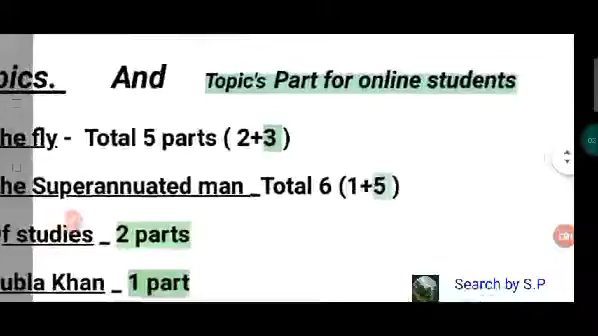 pics. And Topic's Part for online students
he fly - Total 5 parts ( 2+3 )
he Superannuated man _Total 6 (1+5 )
f studies _ 2 parts
ubla Khan _ 1 part
Search by S.P